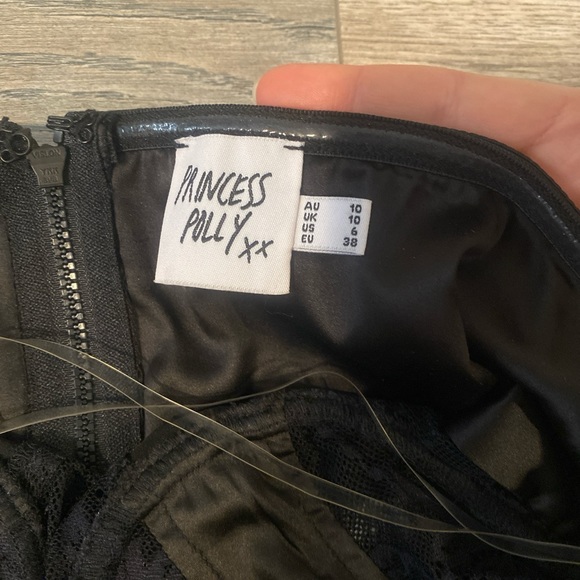 PRINCESS
POLLY
xx
AU 10
UK 10
US 6
EU 38